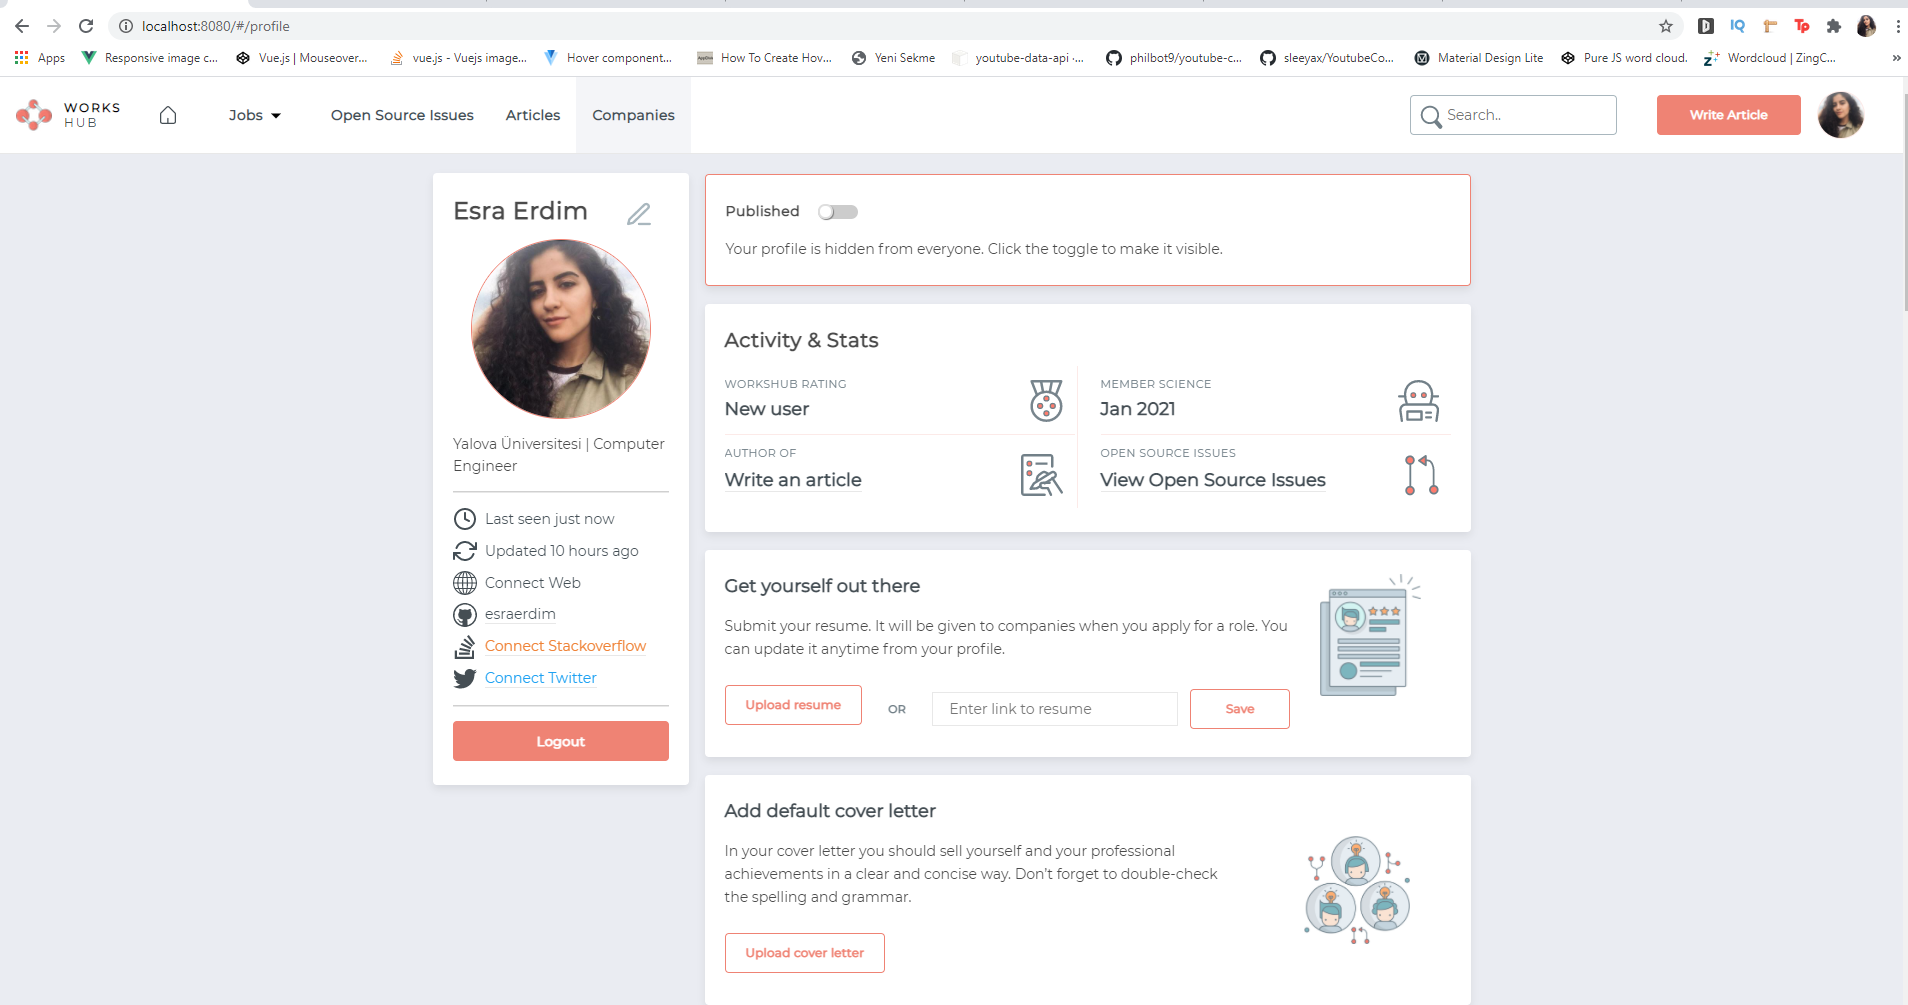 localhost:8080/#/profile
Apps
Responsive image c...
Vue.js | Mouseover...
vue.js - Vuejs image...
Hover component...
How To Create Hov...
Yeni Sekme
youtube-data-api ·...
philbot9/youtube-c...
sleeyax/YoutubeCo...
Material Design Lite
Pure JS word cloud.
Wordcloud | ZingC...
WORKS
HUB
Jobs
Open Source Issues
Articles
Companies
Search..
Write Article
Esra Erdim
Yalova Üniversitesi | Computer
Engineer
Last seen just now
Updated 10 hours ago
Connect Web
esraerdim
Connect Stackoverflow
Connect Twitter
Logout
Published
Your profile is hidden from everyone. Click the toggle to make it visible.
Activity & Stats
WORKSHUB RATING
New user
MEMBER SCIENCE
Jan 2021
AUTHOR OF
Write an article
OPEN SOURCE ISSUES
View Open Source Issues
Get yourself out there
Submit your resume. It will be given to companies when you apply for a role. You
can update it anytime from your profile.
Upload resume
OR
Enter link to resume
Save
Add default cover letter
In your cover letter you should sell yourself and your professional
achievements in a clear and concise way. Don't forget to double-check
the spelling and grammar.
Upload cover letter